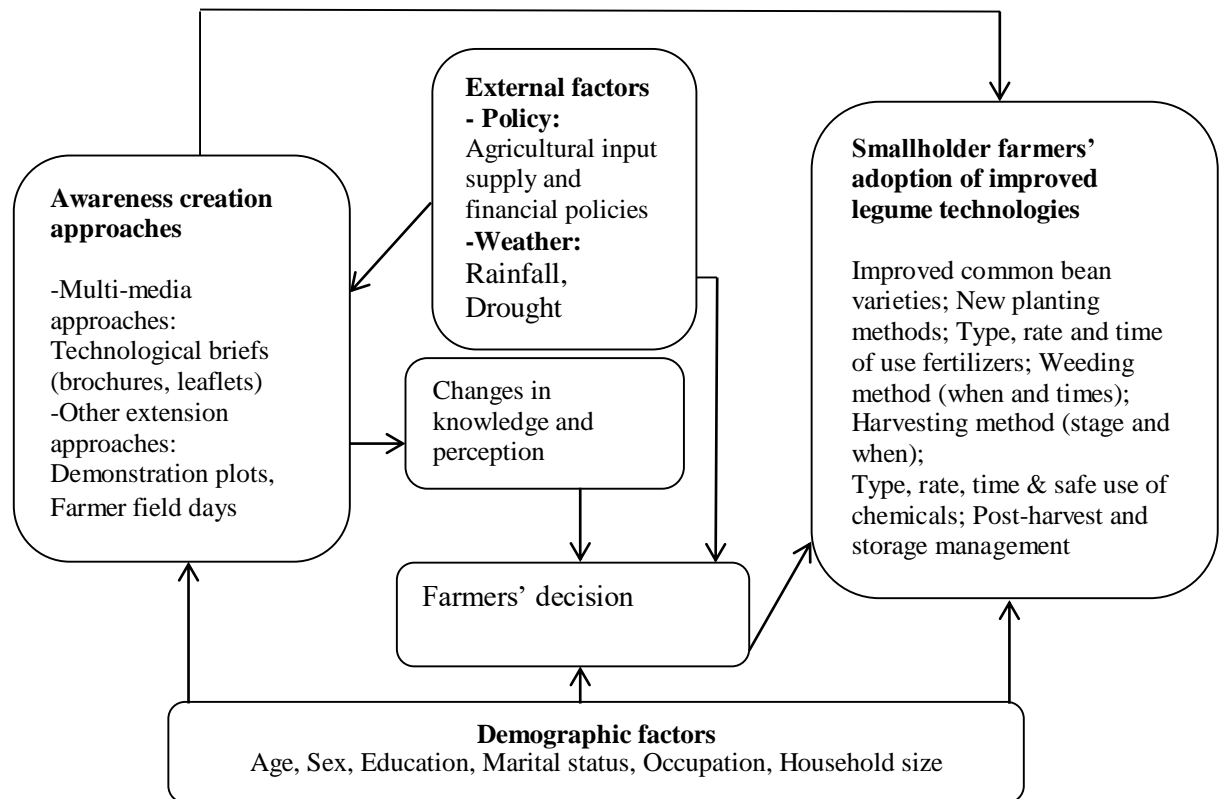 External factors
- Policy:
Agricultural input
supply and
financial policies
-Weather:
Rainfall,
Drought
Awareness creation
approaches
-Multi-media
approaches:
Technological briefs
(brochures, leaflets)
-Other extension
approaches:
Demonstration plots,
Farmer field days
Changes in
knowledge and
perception
Farmers’ decision
Smallholder farmers’
adoption of improved
legume technologies
Improved common bean
varieties; New planting
methods; Type, rate and time
of use fertilizers; Weeding
method (when and times);
Harvesting method (stage and
when);
Type, rate, time & safe use of
chemicals; Post-harvest and
storage management
Demographic factors
Age, Sex, Education, Marital status, Occupation, Household size